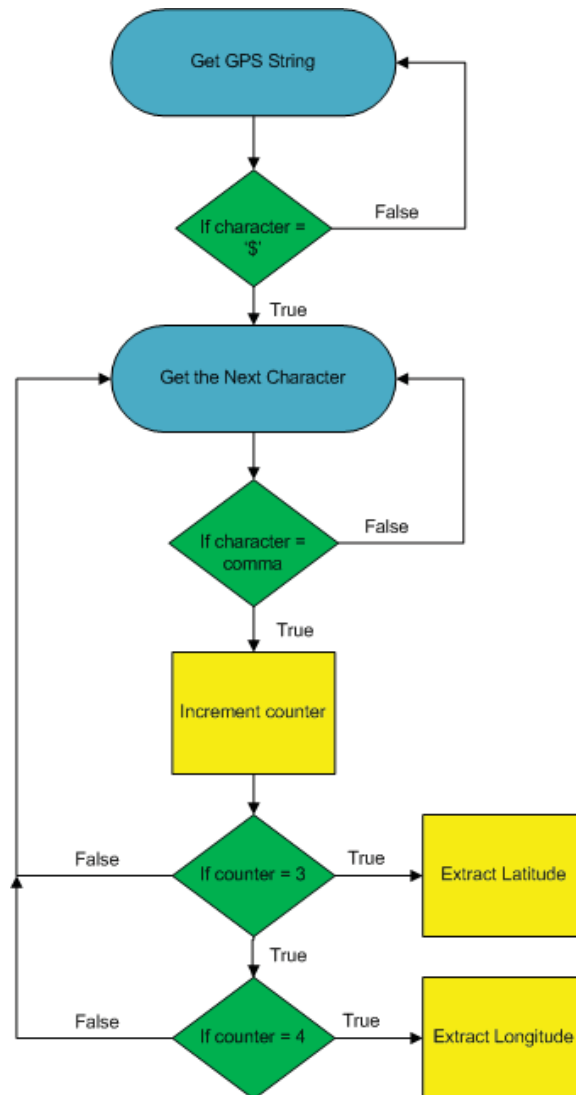 Get GPS String
If character =
‘$’
False
True
Get the Next Character
If character =
comma
False
True
Increment counter
False
If counter = 3
True
Extract Latitude
True
False
If counter = 4
True
Extract Longitude